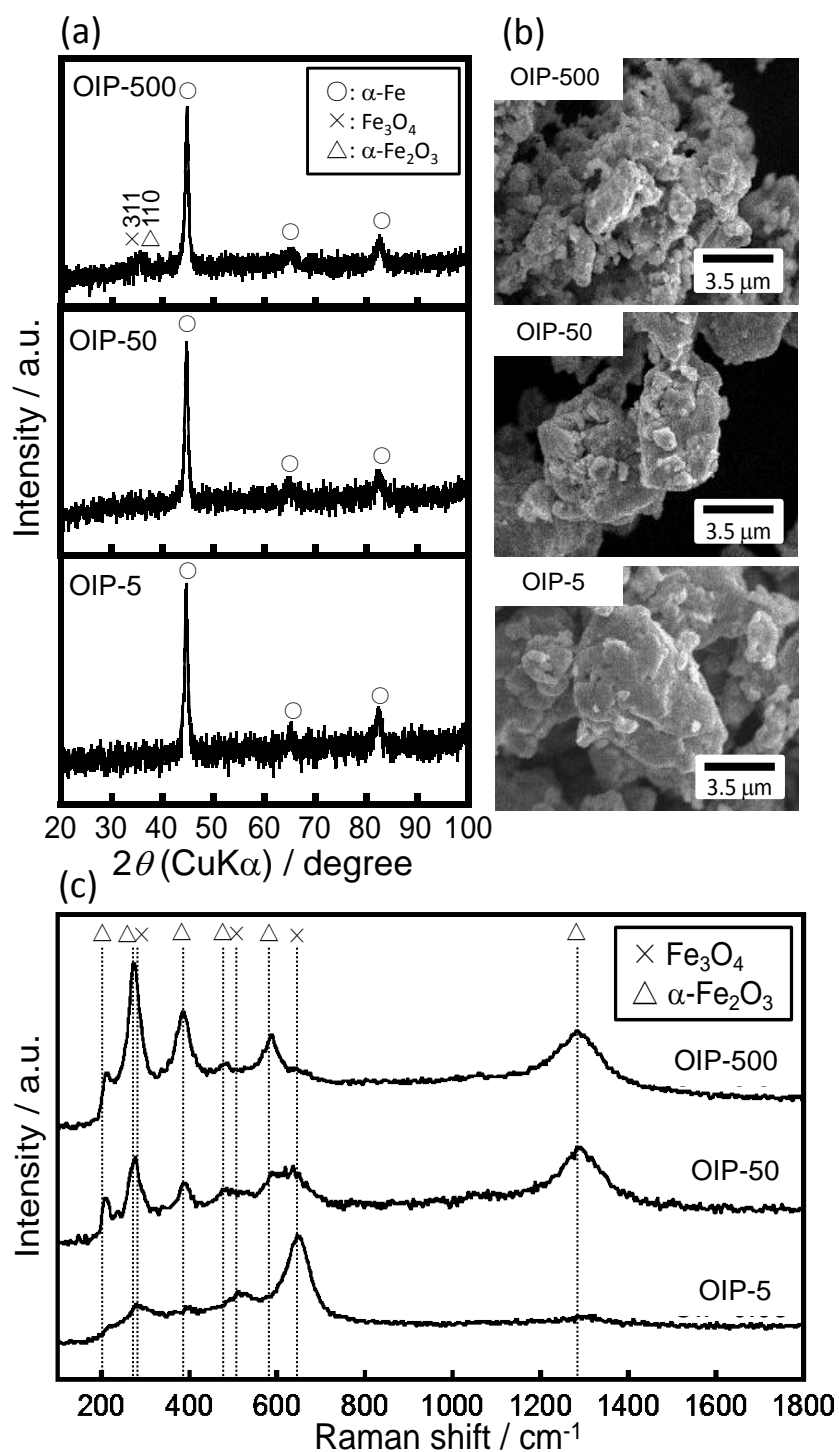 (a)
OIP-500
○: α-Fe
×: Fe₃O₄
△: α-Fe₂O₃
○
×311
△110
○
○
OIP-50
○
○
○
OIP-5
○
○
○
Intensity / a.u.
20 30 40 50 60 70 80 90 100
2θ (CuKα) / degree
(b)
OIP-500
3.5 μm
OIP-50
3.5 μm
OIP-5
3.5 μm
(c)
△ △ × △ △ × △ × △
× Fe₃O₄
△ α-Fe₂O₃
OIP-500
OIP-50
OIP-5
Intensity / a.u.
200 400 600 800 1000 1200 1400 1600 1800
Raman shift / cm⁻¹